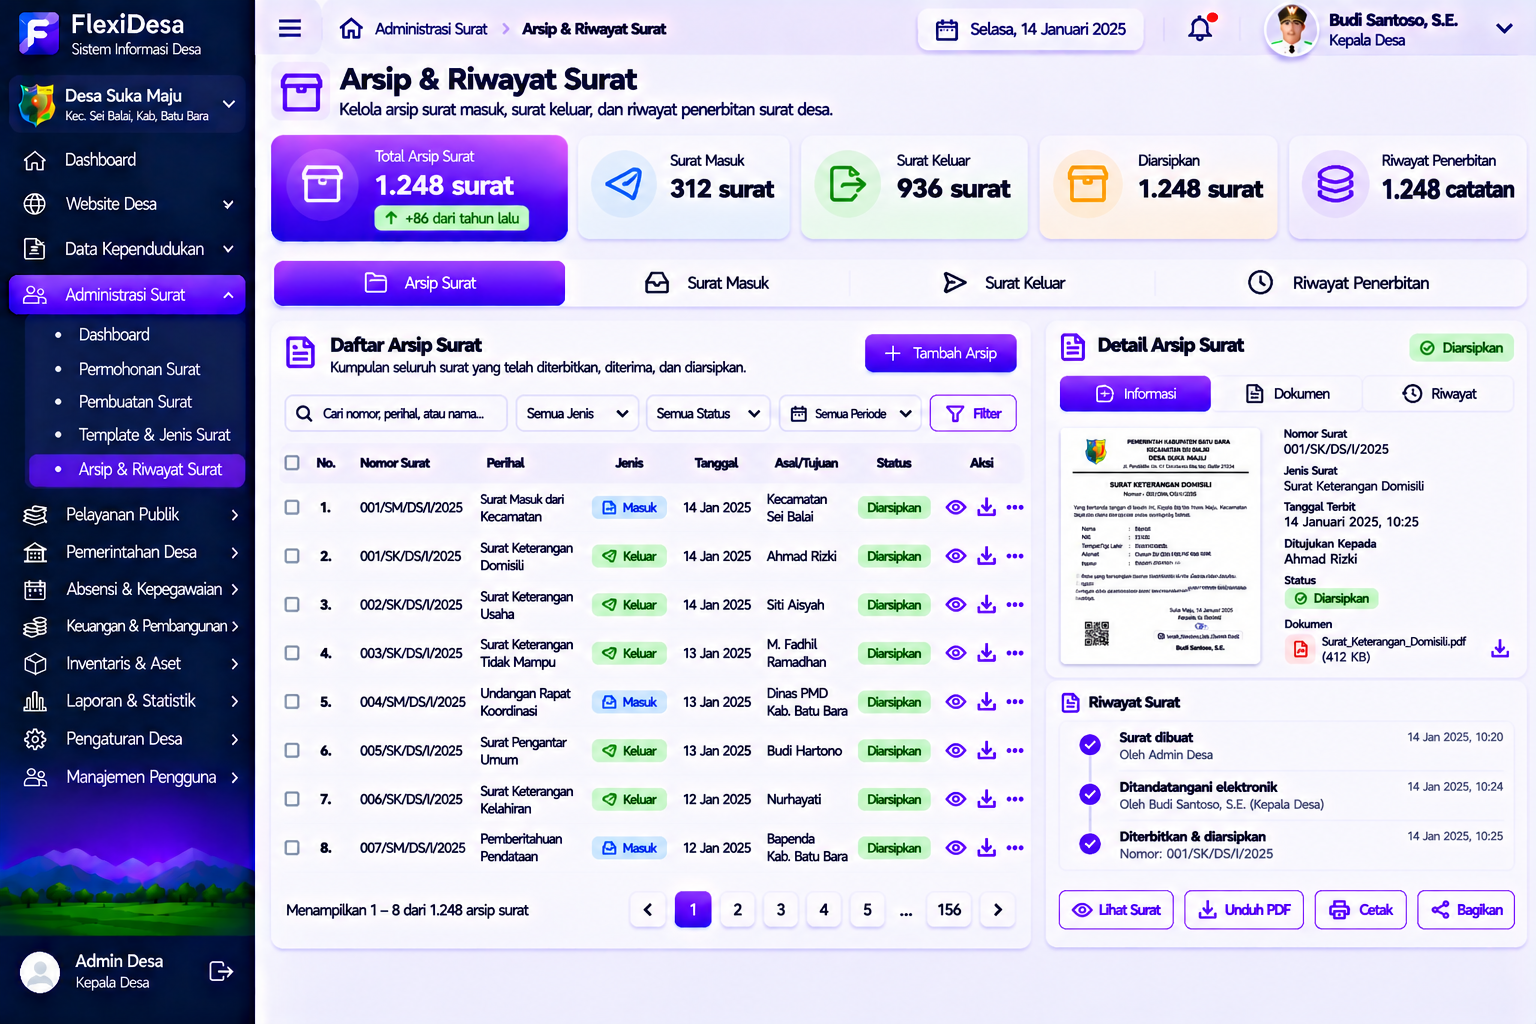 FlexiDesa
Sistem Informasi Desa
Desa Suka Maju
Kec. Sei Balai, Kab, Batu Bara
Dashboard
Website Desa
Data Kependudukan
Administrasi Surat
Dashboard
Permohonan Surat
Pembuatan Surat
Template & Jenis Surat
Arsip & Riwayat Surat
Pelayanan Publik
Pemerintahan Desa
Absensi & Kepegawaian
Keuangan & Pembangunan
Inventaris & Aset
Laporan & Statistik
Pengaturan Desa
Manajemen Pengguna
Admin Desa
Kepala Desa
Administrasi Surat
Arsip & Riwayat Surat
Selasa, 14 Januari 2025
Budi Santoso, S.E.
Kepala Desa
Arsip & Riwayat Surat
Kelola arsip surat masuk, surat keluar, dan riwayat penerbitan surat desa.
Total Arsip Surat
1.248 surat
+86 dari tahun lalu
Surat Masuk
312 surat
Surat Keluar
936 surat
Diarsipkan
1.248 surat
Riwayat Penerbitan
1.248 catatan
Arsip Surat
Surat Masuk
Surat Keluar
Riwayat Penerbitan
Daftar Arsip Surat
Kumpulan seluruh surat yang telah diterbitkan, diterima, dan diarsipkan.
Tambah Arsip
Cari nomor, perihal, atau nama...
Semua Jenis
Semua Status
Semua Periode
Filter
No. Nomor Surat Perihal Jenis Tanggal Asal/Tujuan Status Aksi
1. 001/SM/DS/I/2025 Surat Masuk dari Kecamatan Masuk 14 Jan 2025 Kecamatan Sei Balai Diarsipkan
2. 001/SK/DS/I/2025 Surat Keterangan Domisili Keluar 14 Jan 2025 Ahmad Rizki Diarsipkan
3. 002/SK/DS/I/2025 Surat Keterangan Usaha Keluar 14 Jan 2025 Siti Aisyah Diarsipkan
4. 003/SK/DS/I/2025 Surat Keterangan Tidak Mampu Keluar 13 Jan 2025 M. Fadhil Ramadhan Diarsipkan
5. 004/SM/DS/I/2025 Undangan Rapat Koordinasi Masuk 13 Jan 2025 Dinas PMD Kab. Batu Bara Diarsipkan
6. 005/SK/DS/I/2025 Surat Pengantar Umum Keluar 13 Jan 2025 Budi Hartono Diarsipkan
7. 006/SK/DS/I/2025 Surat Keterangan Kelahiran Keluar 12 Jan 2025 Nurhayati Diarsipkan
8. 007/SM/DS/I/2025 Pemberitahuan Pendataan Masuk 12 Jan 2025 Bapenda Kab. Batu Bara Diarsipkan
Menampilkan 1 – 8 dari 1.248 arsip surat
1 2 3 4 5 ... 156
Detail Arsip Surat
Diarsipkan
Informasi
Dokumen
Riwayat
PEMERINTAH KABUPATEN BATU BARA
DESA SUKA MAJU
SURAT KETERANGAN DOMISILI
Budi Santoso, S.E.
Nomor Surat
001/SK/DS/I/2025
Jenis Surat
Surat Keterangan Domisili
Tanggal Terbit
14 Januari 2025, 10:25
Ditujukan Kepada
Ahmad Rizki
Status
Diarsipkan
Dokumen
Surat_Keterangan_Domisili.pdf
(412 KB)
Riwayat Surat
Surat dibuat
14 Jan 2025, 10:20
Oleh Admin Desa
Ditandatangani elektronik
14 Jan 2025, 10:24
Oleh Budi Santoso, S.E. (Kepala Desa)
Diterbitkan & diarsipkan
14 Jan 2025, 10:25
Nomor: 001/SK/DS/I/2025
Lihat Surat
Unduh PDF
Cetak
Bagikan